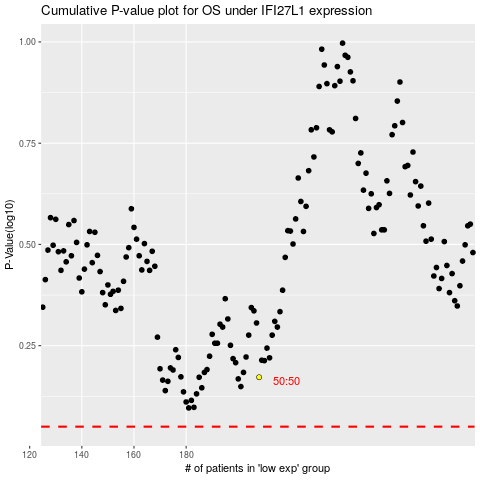 Cumulative P-value plot for OS under IFI27L1 expression
P-Value(log10)
1.00
0.75
0.50
0.25
50:50
120 140 160 180
# of patients in 'low exp' group